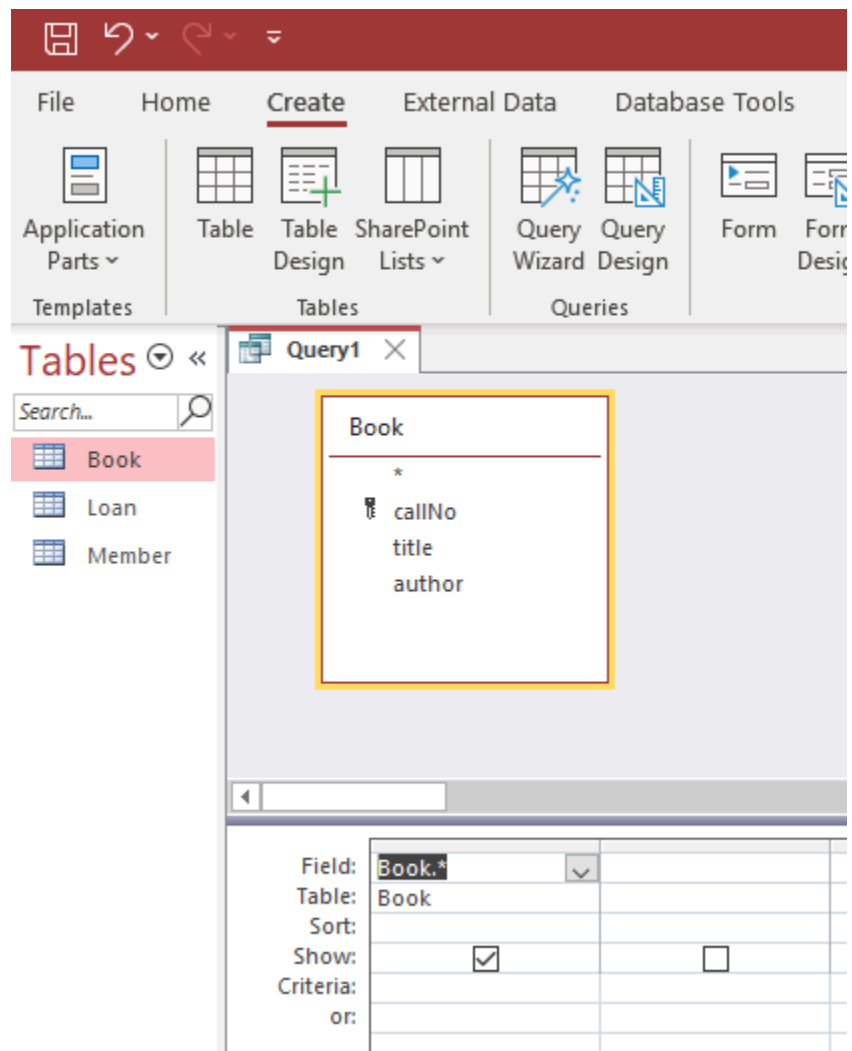 File Home Create External Data Database Tools
Application Parts
Table
Table Design
SharePoint Lists
Query Wizard
Query Design
Form
Templates Tables Queries
Tables
Search...
Book
Loan
Member
Query1
Book
*
callNo
title
author
Field: Book.*
Table: Book
Sort:
Show:
Criteria:
or: